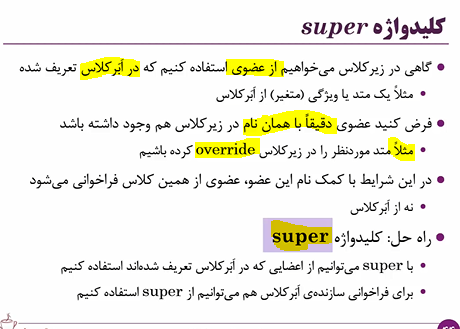 کلیدواژه super
گاهی در زیرکلاس می‌خواهیم از عضوی استفاده کنیم که در اَبَرکلاس تعریف شده
مثلاً یک متد یا ویژگی (متغیر) از اَبَرکلاس
فرض کنید عضوی دقیقاً با همان نام در زیرکلاس هم وجود داشته باشد
مثلاً متد موردنظر را در زیرکلاس override کرده باشیم
در این شرایط با کمک نام این عضو، عضوی از همین کلاس فراخوانی می‌شود
نه از اَبَرکلاس
راه حل: کلیدواژه super
با super می‌توانیم از اعضایی که در اَبَرکلاس تعریف شده‌اند استفاده کنیم
برای فراخوانی سازنده‌ی اَبَرکلاس هم می‌توانیم از super استفاده کنیم